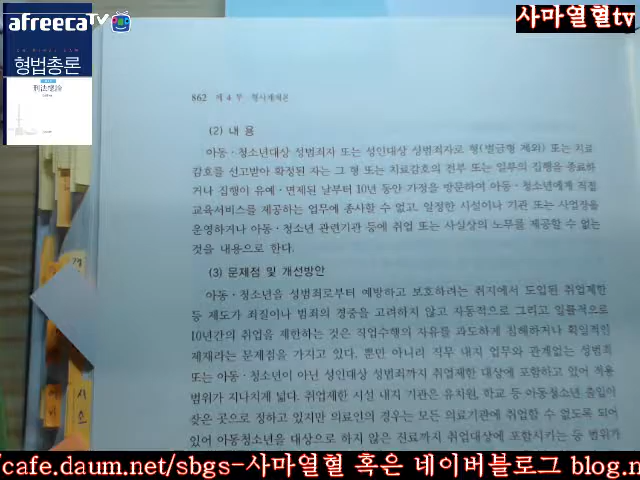 afreecaTV
사마열혈tv
형법총론
刑法總論
862 제 4 부 형사제재론
(2) 내 용
아동·청소년대상 성범죄자 또는 성인대상 성범죄자로 형(벌금형 제외) 또는 치료
감호를 선고받아 확정된 자는 그 형 또는 치료감호의 전부 또는 일부의 집행을 종료하
거나 집행이 유예·면제된 날부터 10년 동안 가정을 방문하여 아동·청소년에게 직접
교육서비스를 제공하는 업무에 종사할 수 없고, 일정한 시설이나 기관 또는 사업장을
운영하거나 아동·청소년 관련기관 등에 취업 또는 사실상의 노무를 제공할 수 없는
것을 내용으로 한다.
(3) 문제점 및 개선방안
아동·청소년을 성범죄로부터 예방하고 보호하려는 취지에서 도입된 취업제한
등 제도가 죄질이나 범죄의 경중을 고려하지 않고 자동적으로 그리고 일률적으로
10년간의 취업을 제한하는 것은 직업수행의 자유를 과도하게 침해하거나 획일적인
제재라는 문제점을 가지고 있다. 뿐만 아니라 직무 내지 업무와 관계없는 성범죄
또는 아동·청소년이 아닌 성인대상 성범죄까지 취업제한 대상에 포함하고 있어 적용
범위가 지나치게 넓다. 취업제한 시설 내지 기관은 유치원, 학교 등 아동청소년 출입이
잦은 곳으로 정하고 있지만 의료인의 경우는 모든 의료기관에 취업할 수 없도록 되어
있어 아동청소년을 대상으로 하지 않은 진료까지 취업대상에 포함시키는 등 범위가
/cafe.daum.net/sbgs-사마열혈 혹은 네이버블로그 blog.n